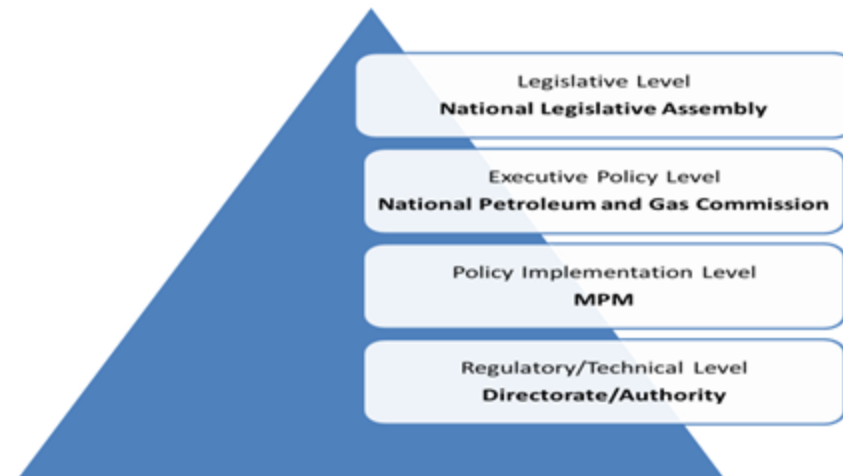 Legislative Level
National Legislative Assembly
Executive Policy Level
National Petroleum and Gas Commission
Policy Implementation Level
MPM
Regulatory/Technical Level
Directorate/Authority